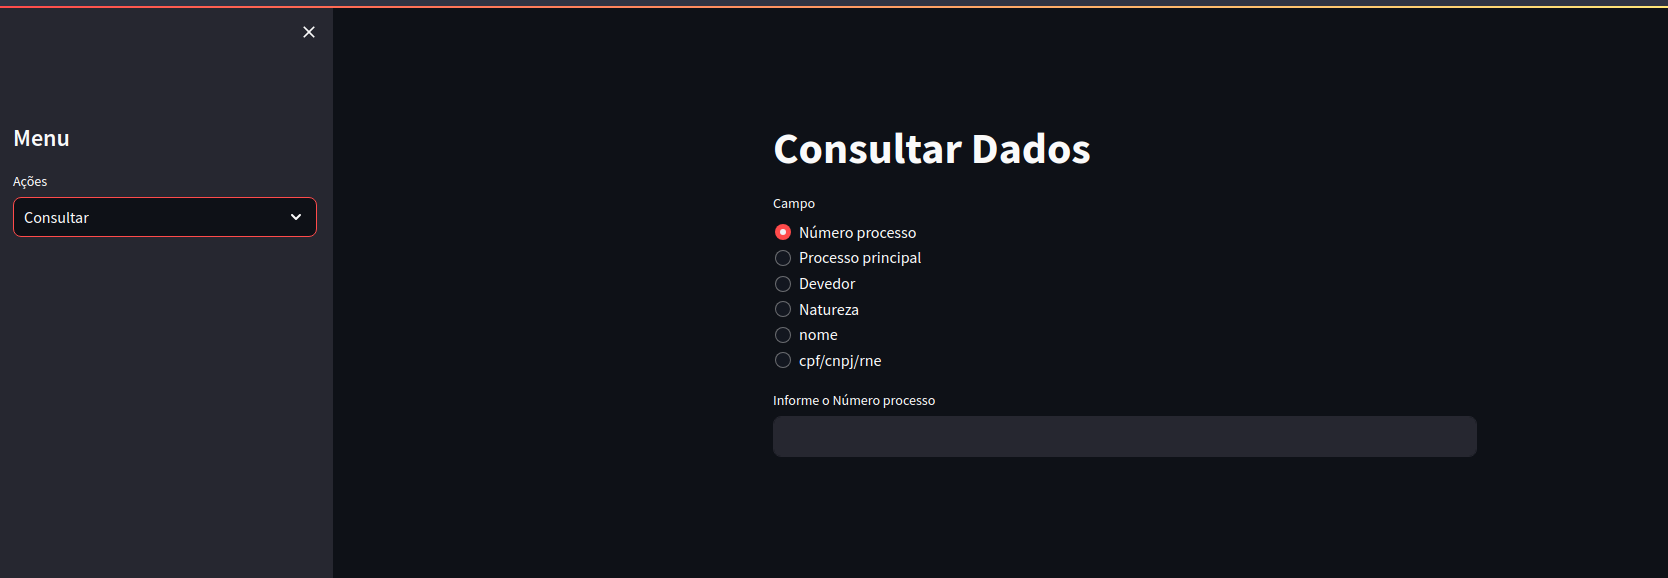 Menu
Ações
Consultar
Consultar Dados
Campo
Número processo
Processo principal
Devedor
Natureza
nome
cpf/cnpj/rne
Informe o Número processo